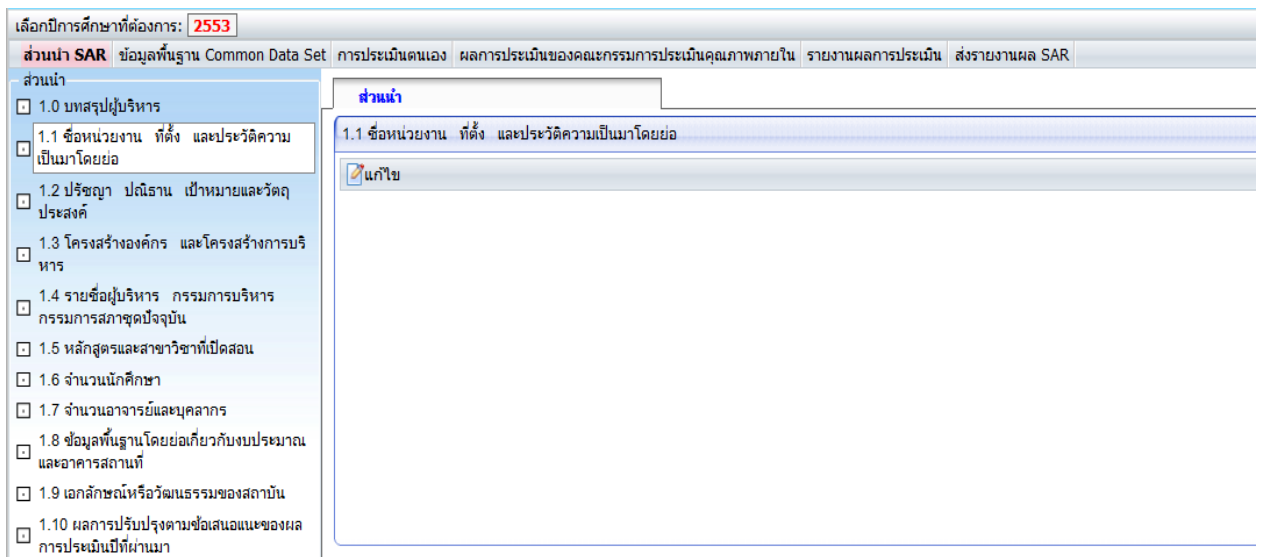 เลือกปีการศึกษาที่ต้องการ: 2553
ส่วนนำ SAR ข้อมูลพื้นฐาน Common Data Set การประเมินตนเอง ผลการประเมินของคณะกรรมการประเมินคุณภาพภายใน รายงานผลการประเมิน ส่งรายงานผล SAR
ส่วนนำ
1.0 บทสรุปผู้บริหาร
1.1 ชื่อหน่วยงาน ที่ตั้ง และประวัติความ
เป็นมาโดยย่อ
1.2 ปรัชญา ปณิธาน เป้าหมายและวัตถุ
ประสงค์
1.3 โครงสร้างองค์กร และโครงสร้างการบริ
หาร
1.4 รายชื่อผู้บริหาร กรรมการบริหาร
กรรมการสภาชุดปัจจุบัน
1.5 หลักสูตรและสาขาวิชาที่เปิดสอน
1.6 จำนวนนักศึกษา
1.7 จำนวนอาจารย์และบุคลากร
1.8 ข้อมูลพื้นฐานโดยย่อเกี่ยวกับงบประมาณ
และอาคารสถานที่
1.9 เอกลักษณ์หรือวัฒนธรรมของสถาบัน
1.10 ผลการปรับปรุงตามข้อเสนอแนะของผล
การประเมินปีที่ผ่านมา
ส่วนนำ
1.1 ชื่อหน่วยงาน ที่ตั้ง และประวัติความเป็นมาโดยย่อ
แก้ไข